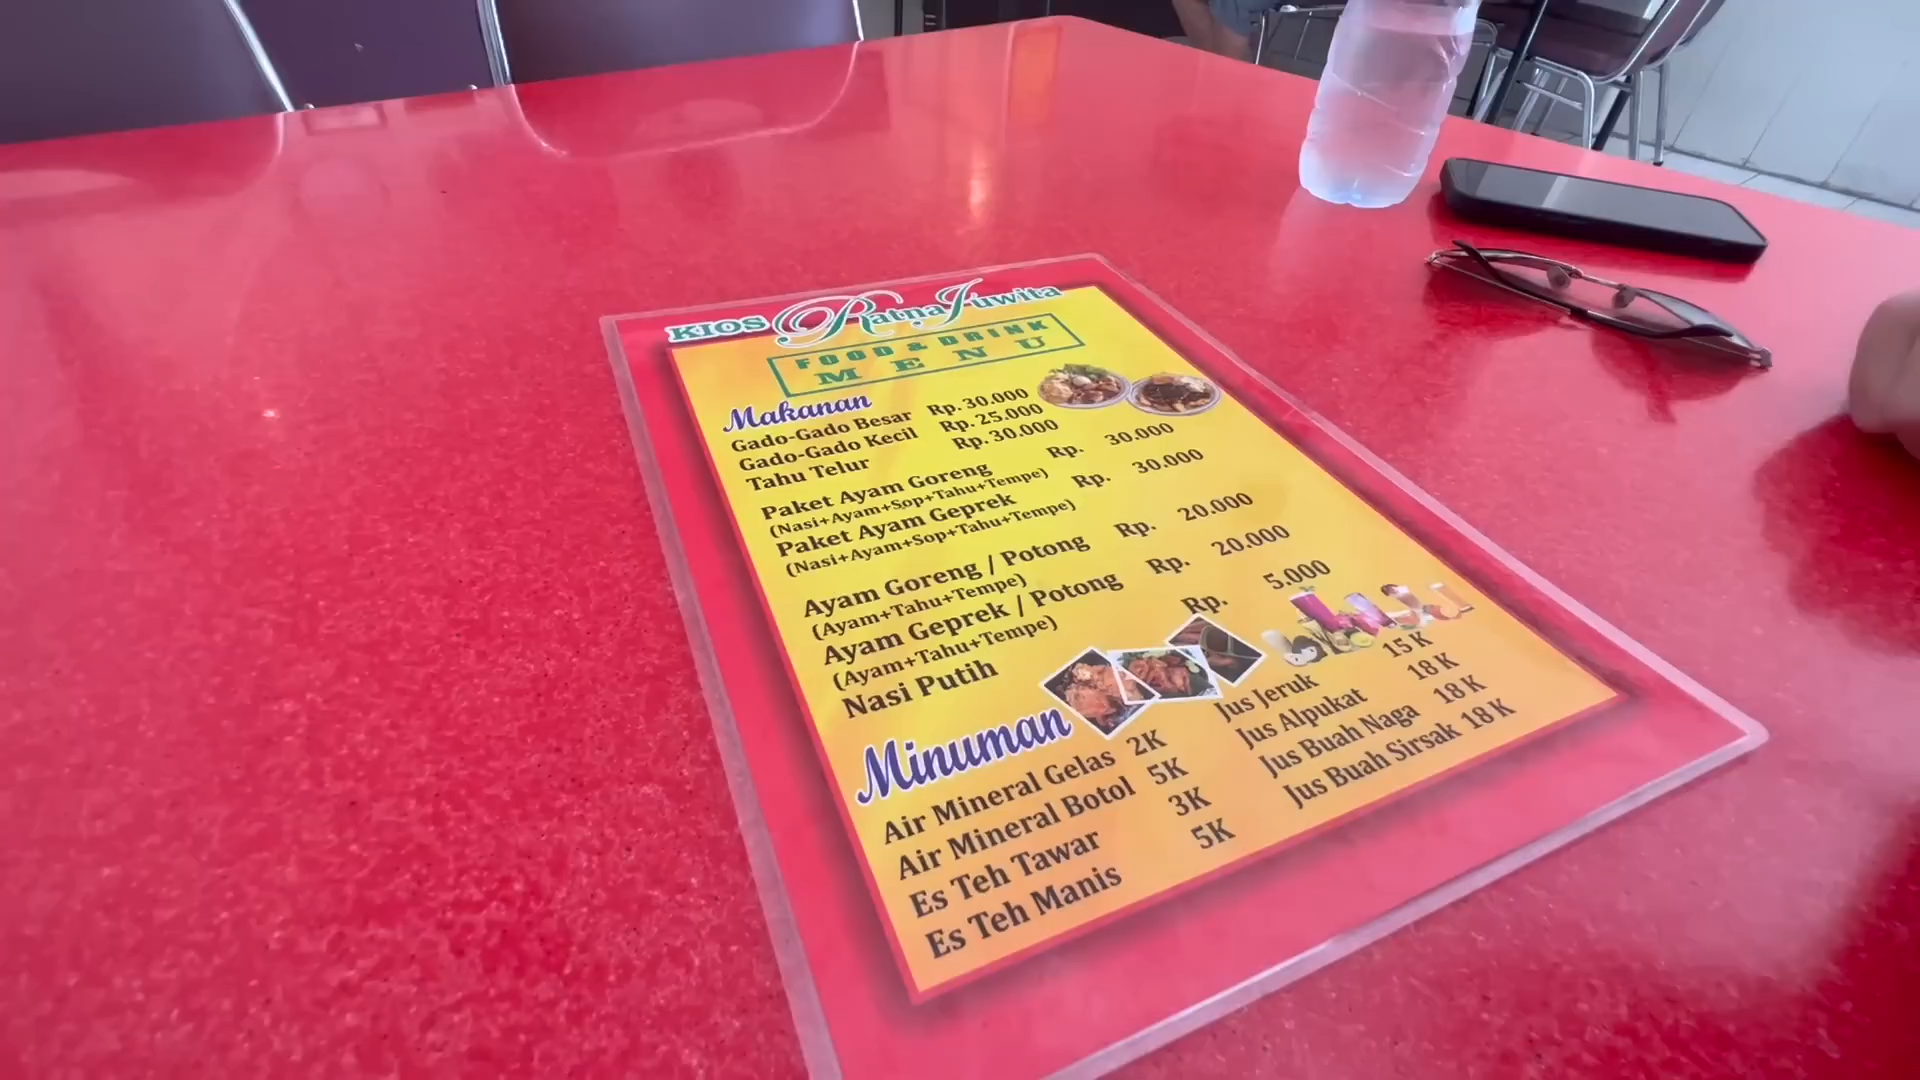 KIOS Ratna Juwita
FOOD & DRINK
MENU
Makanan
Gado-Gado Besar Rp. 30.000
Gado-Gado Kecil Rp. 25.000
Tahu Telur Rp. 30.000
Paket Ayam Goreng Rp. 30.000
(Nasi+Ayam+Sop+Tahu+Tempe)
Paket Ayam Geprek Rp. 30.000
(Nasi+Ayam+Sop+Tahu+Tempe)
Ayam Goreng / Potong Rp. 20.000
(Ayam+Tahu+Tempe)
Ayam Geprek / Potong Rp. 20.000
(Ayam+Tahu+Tempe)
Nasi Putih Rp. 5.000
Minuman
Air Mineral Gelas 2K
Air Mineral Botol 5K
Es Teh Tawar 3K
Es Teh Manis 5K
Jus Jeruk 15 K
Jus Alpukat 18 K
Jus Buah Naga 18 K
Jus Buah Sirsak 18 K